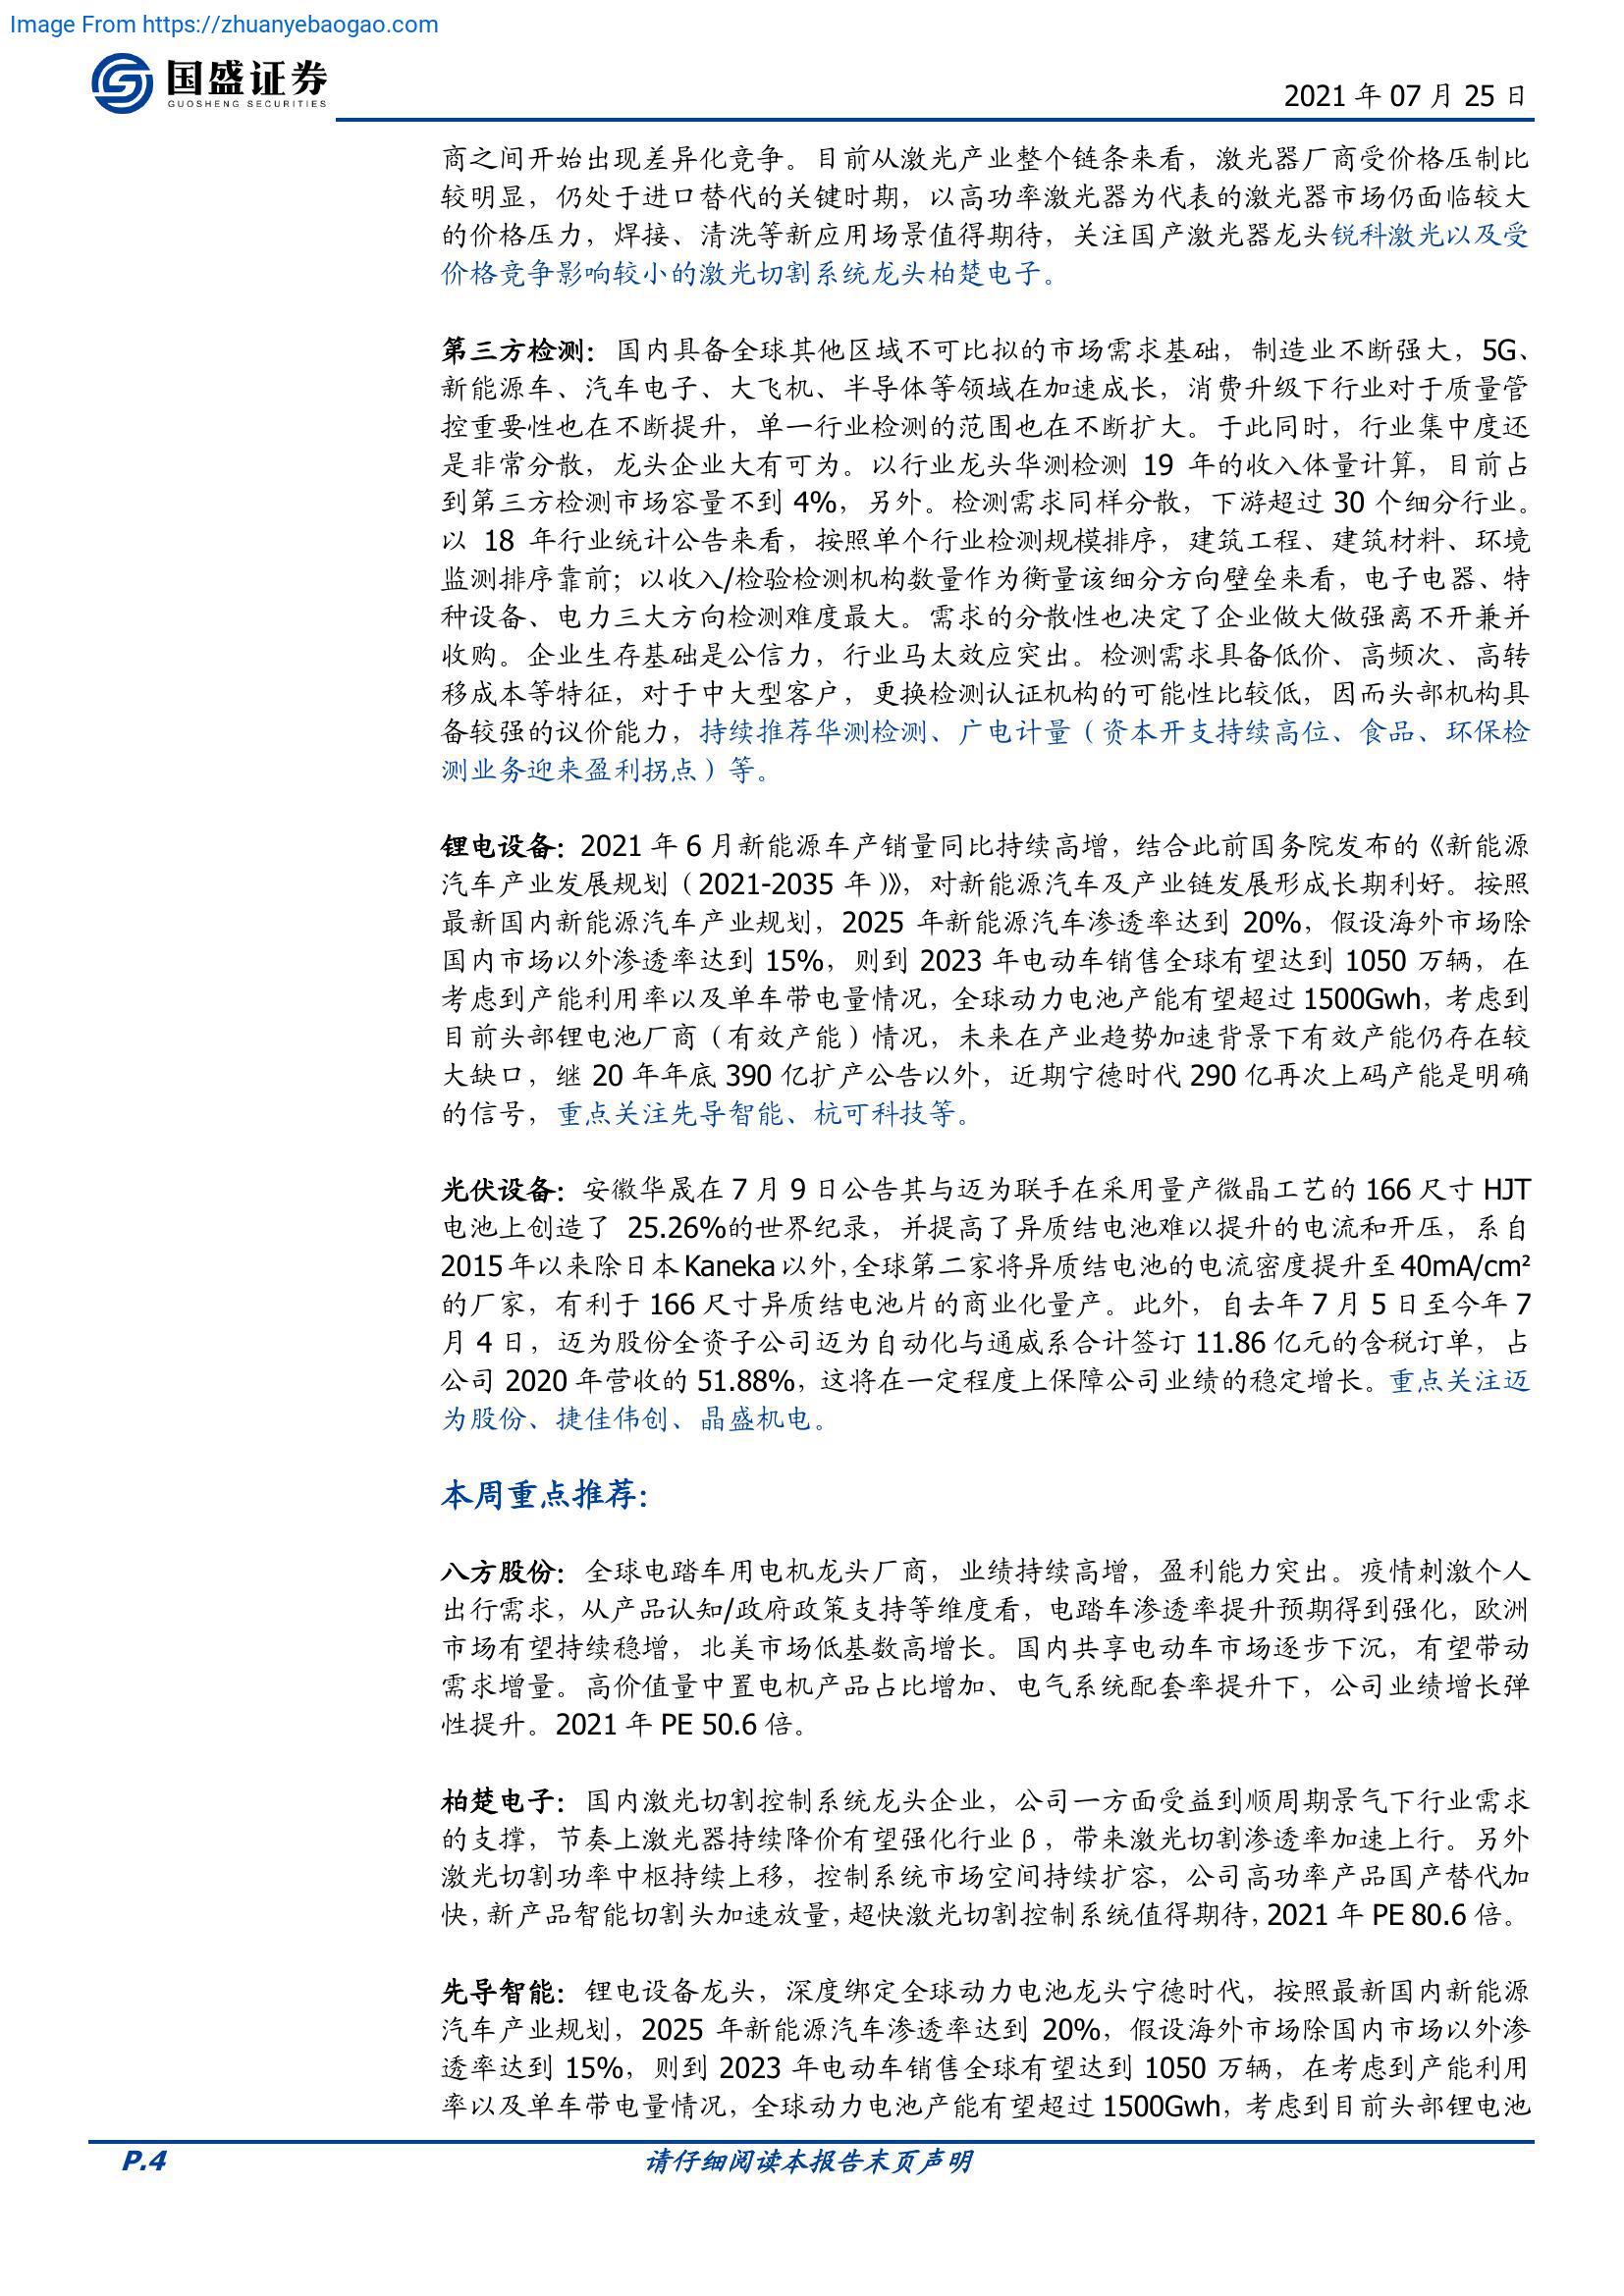 Image From https://zhuanyebaogao.com
国盛证券
GUOSHENG SECURITIES
2021 年 07 月 25 日
商之间开始出现差异化竞争。目前从激光产业整个链条来看，激光器厂商受价格压制比
较明显，仍处于进口替代的关键时期，以高功率激光器为代表的激光器市场仍面临较大
的价格压力，焊接、清洗等新应用场景值得期待，关注国产激光器龙头锐科激光以及受
价格竞争影响较小的激光切割系统龙头柏楚电子。
第三方检测：国内具备全球其他区域不可比拟的市场需求基础，制造业不断强大，5G、
新能源车、汽车电子、大飞机、半导体等领域在加速成长，消费升级下行业对于质量管
控重要性也在不断提升，单一行业检测的范围也在不断扩大。于此同时，行业集中度还
是非常分散，龙头企业大有可为。以行业龙头华测检测 19 年的收入体量计算，目前占
到第三方检测市场容量不到 4%，另外。检测需求同样分散，下游超过 30 个细分行业。
以 18 年行业统计公告来看，按照单个行业检测规模排序，建筑工程、建筑材料、环境
监测排序靠前；以收入/检验检测机构数量作为衡量该细分方向壁垒来看，电子电器、特
种设备、电力三大方向检测难度最大。需求的分散性也决定了企业做大做强离不开兼并
收购。企业生存基础是公信力，行业马太效应突出。检测需求具备低价、高频次、高转
移成本等特征，对于中大型客户，更换检测认证机构的可能性比较低，因而头部机构具
备较强的议价能力，持续推荐华测检测、广电计量（资本开支持续高位、食品、环保检
测业务迎来盈利拐点）等。
锂电设备：2021 年 6 月新能源车产销量同比持续高增，结合此前国务院发布的《新能源
汽车产业发展规划（2021-2035 年）》，对新能源汽车及产业链发展形成长期利好。按照
最新国内新能源汽车产业规划，2025 年新能源汽车渗透率达到 20%，假设海外市场除
国内市场以外渗透率达到 15%，则到 2023 年电动车销售全球有望达到 1050 万辆，在
考虑到产能利用率以及单车带电量情况，全球动力电池产能有望超过 1500Gwh，考虑到
目前头部锂电池厂商（有效产能）情况，未来在产业趋势加速背景下有效产能仍存在较
大缺口，继 20 年年底 390 亿扩产公告以外，近期宁德时代 290 亿再次上码产能是明确
的信号，重点关注先导智能、杭可科技等。
光伏设备：安徽华晟在 7 月 9 日公告其与迈为联手在采用量产微晶工艺的 166 尺寸 HJT
电池上创造了 25.26%的世界纪录，并提高了异质结电池难以提升的电流和开压，系自
2015 年以来除日本 Kaneka 以外，全球第二家将异质结电池的电流密度提升至 40mA/cm²
的厂家，有利于 166 尺寸异质结电池片的商业化量产。此外，自去年 7 月 5 日至今年 7
月 4 日，迈为股份全资子公司迈为自动化与通威系合计签订 11.86 亿元的含税订单，占
公司 2020 年营收的 51.88%，这将在一定程度上保障公司业绩的稳定增长。重点关注迈
为股份、捷佳伟创、晶盛机电。
本周重点推荐：
八方股份：全球电踏车用电机龙头厂商，业绩持续高增，盈利能力突出。疫情刺激个人
出行需求，从产品认知/政府政策支持等维度看，电踏车渗透率提升预期得到强化，欧洲
市场有望持续稳增，北美市场低基数高增长。国内共享电动车市场逐步下沉，有望带动
需求增量。高价值量中置电机产品占比增加、电气系统配套率提升下，公司业绩增长弹
性提升。2021 年 PE 50.6 倍。
柏楚电子：国内激光切割控制系统龙头企业，公司一方面受益到顺周期景气下行业需求
的支撑，节奏上激光器持续降价有望强化行业β，带来激光切割渗透率加速上行。另外
激光切割功率中枢持续上移，控制系统市场空间持续扩容，公司高功率产品国产替代加
快，新产品智能切割头加速放量，超快激光切割控制系统值得期待，2021 年 PE 80.6 倍。
先导智能：锂电设备龙头，深度绑定全球动力电池龙头宁德时代，按照最新国内新能源
汽车产业规划，2025 年新能源汽车渗透率达到 20%，假设海外市场除国内市场以外渗
透率达到 15%，则到 2023 年电动车销售全球有望达到 1050 万辆，在考虑到产能利用
率以及单车带电量情况，全球动力电池产能有望超过 1500Gwh，考虑到目前头部锂电池
P.4
请仔细阅读本报告末页声明